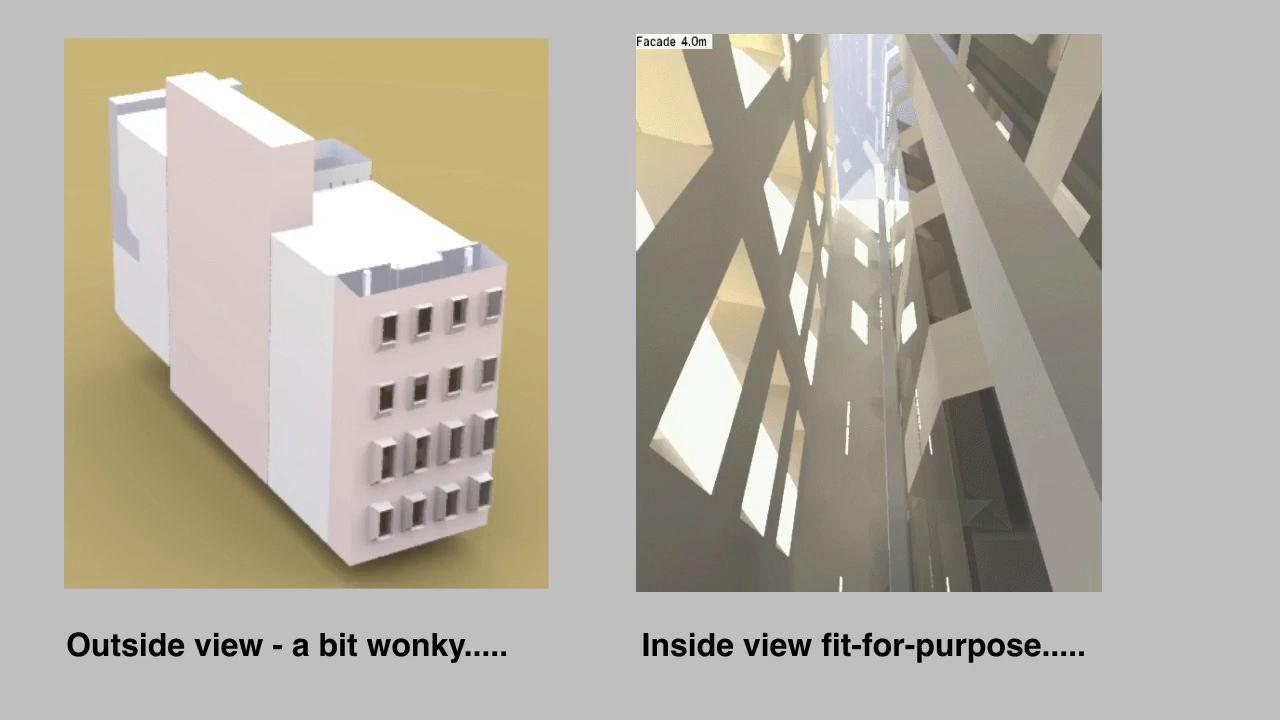 Facade 4.0m
Outside view - a bit wonky.....
Inside view fit-for-purpose.....